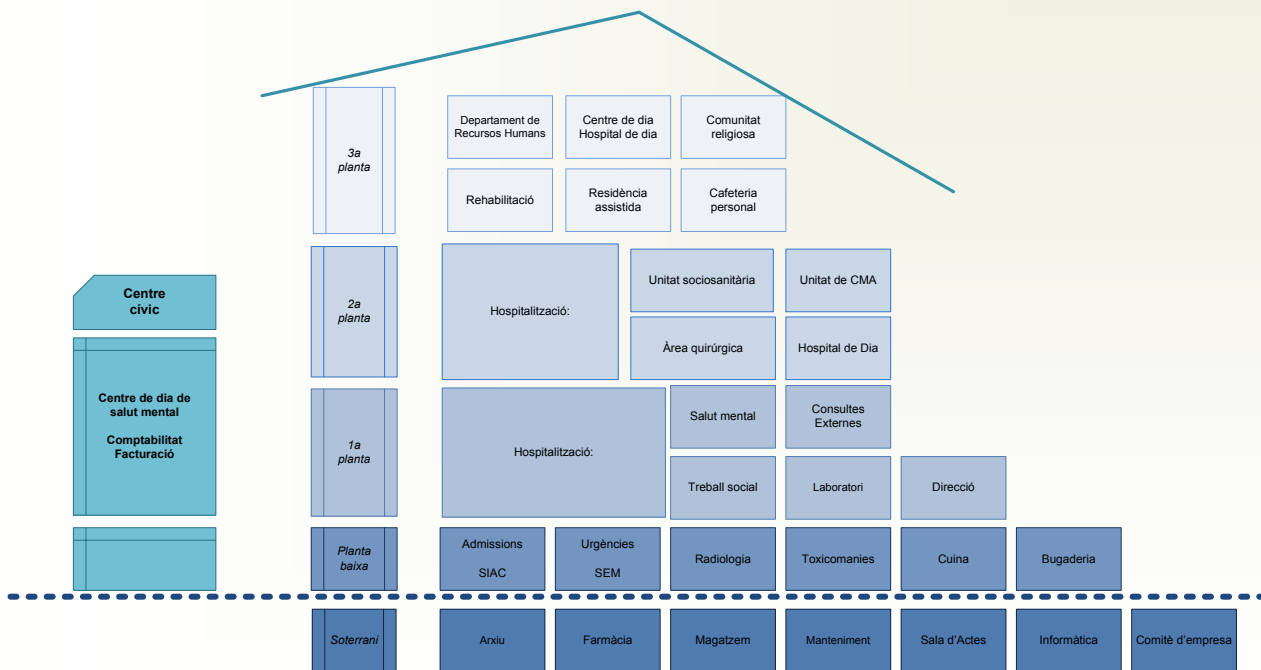 3a
planta
Departament de
Recursos Humans
Centre de dia
Hospital de dia
Comunitat
religiosa
Rehabilitació
Residència
assistida
Cafeteria
personal
Centre
cívic
Centre de dia de
salut mental
Comptabilitat
Facturació
2a
planta
Hospitalització:
Unitat sociosanitária
Unitat de CMA
Àrea quirúrgica
Hospital de Dia
1a
planta
Hospitalització:
Salut mental
Consultes
Externes
Treball social
Laboratori
Direcció
Planta
baixa
Admissions
SIAC
Urgències
SEM
Radiologia
Toxicomanies
Cuina
Bugaderia
Soterrani
Arxiu
Farmàcia
Magatzem
Manteniment
Sala d’Actes
Informàtica
Comitè d’empresa